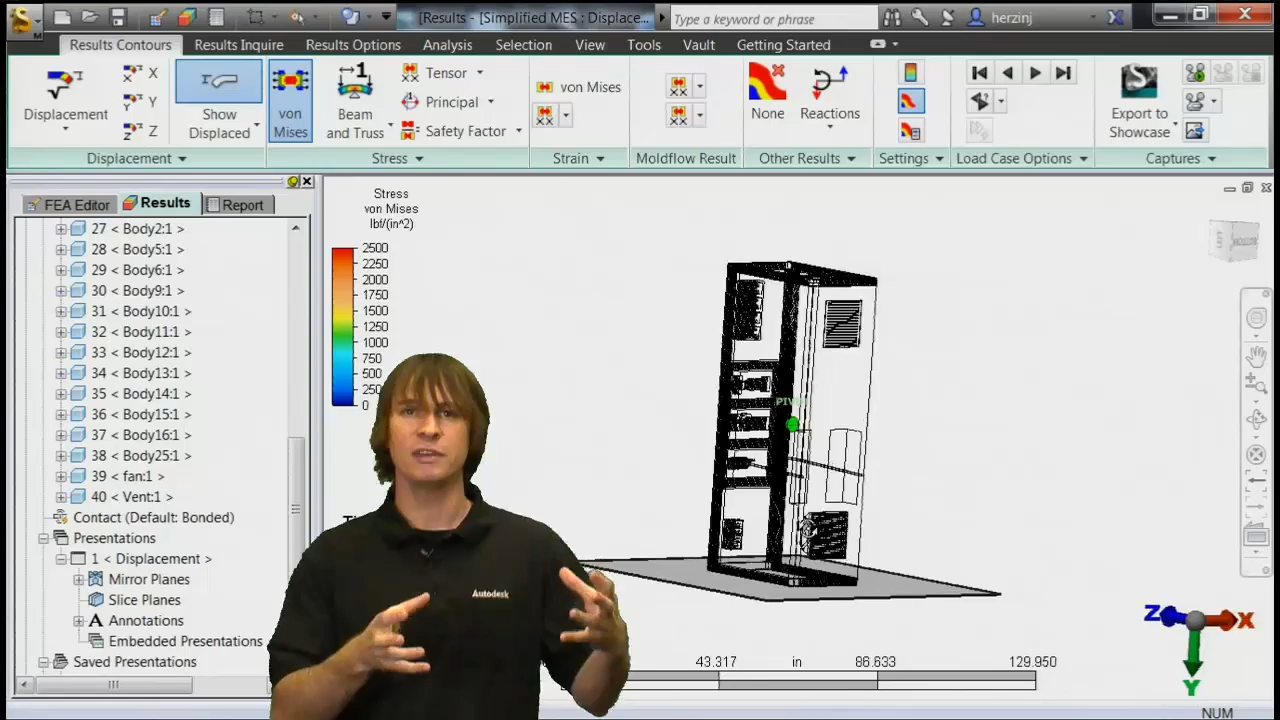 [Results - [Simplified MES : Displace...
Type a keyword or phrase
herzinj
Results Contours
Results Inquire
Results Options
Analysis
Selection
View
Tools
Vault
Getting Started
Displacement
X
Y
Z
Show Displaced
von Mises
Beam and Truss
Tensor
Principal
Safety Factor
von Mises
None
Reactions
Export to Showcase
Displacement
Stress
Strain
Moldflow Result
Other Results
Settings
Load Case Options
Captures
FEA Editor
Results
Report
27 < Body2:1 >
28 < Body5:1 >
29 < Body6:1 >
30 < Body9:1 >
31 < Body10:1 >
32 < Body11:1 >
33 < Body12:1 >
34 < Body13:1 >
35 < Body14:1 >
36 < Body15:1 >
37 < Body16:1 >
38 < Body25:1 >
39 < fan:1 >
40 < Vent:1 >
Contact (Default: Bonded)
Presentations
1 < Displacement >
Mirror Planes
Slice Planes
Annotations
Embedded Presentations
Saved Presentations
Stress
von Mises
lbf/(in^2)
2500
2250
2000
1750
1500
1250
1000
750
500
250
0
Autodesk
43.317
in
86.633
129.950
Z
X
Y
NUM